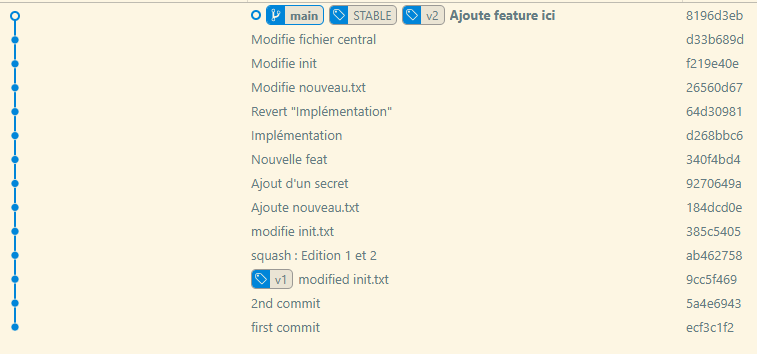 main STABLE v2 Ajoute feature ici 8196d3eb
Modifie fichier central d33b689d
Modifie init f219e40e
Modifie nouveau.txt 26560d67
Revert "Implémentation" 64d30981
Implémentation d268bbc6
Nouvelle feat 340f4bd4
Ajout d'un secret 9270649a
Ajoute nouveau.txt 184dcd0e
modifie init.txt 385c5405
squash : Edition 1 et 2 ab462758
v1 modified init.txt 9cc5f469
2nd commit 5a4e6943
first commit ecf3c1f2